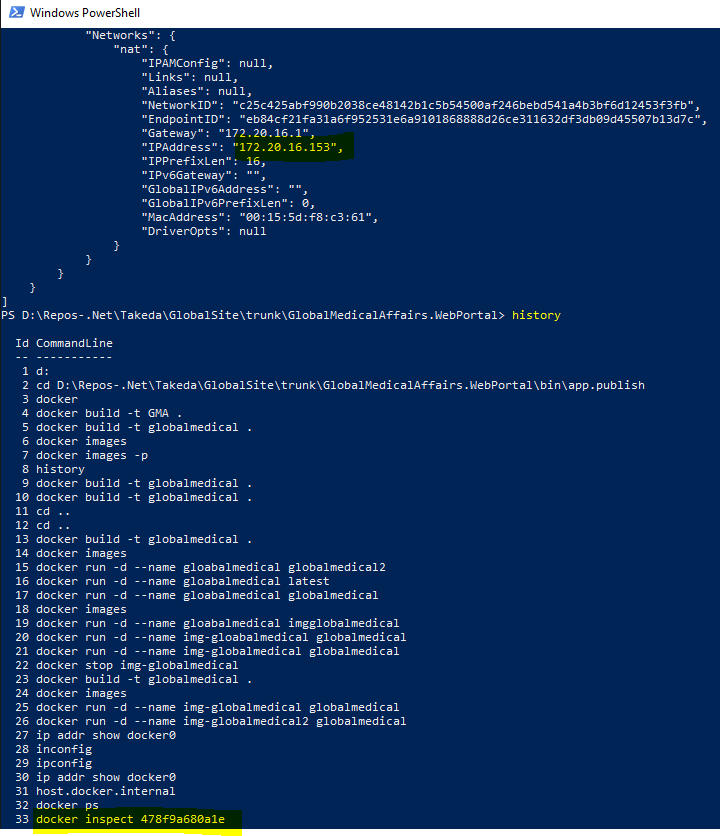 Windows PowerShell
"Networks": {
"nat": {
"IPAMConfig": null,
"Links": null,
"Aliases": null,
"NetworkID": "c25c425abf990b2038ce48142b1c5b54500af246bebd541a4b3bf6d12453f3fb",
"EndpointID": "eb84cf21fa31a6f952531e6a9101868888d26ce311632df3db09d45507b13d7c",
"Gateway": "172.20.16.1",
"IPAddress": "172.20.16.153",
"IPPrefixLen": 16,
"IPv6Gateway": "",
"GlobalIPv6Address": "",
"GlobalIPv6PrefixLen": 0,
"MacAddress": "00:15:5d:f8:c3:61",
"DriverOpts": null
}
}
}
}
]
PS D:\Repos-.Net\Takeda\GlobalSite\trunk\GlobalMedicalAffairs.WebPortal> history
Id CommandLine
-- -----------
1 d:
2 cd D:\Repos-.Net\Takeda\GlobalSite\trunk\GlobalMedicalAffairs.WebPortal\bin\app.publish
3 docker
4 docker build -t GMA .
5 docker build -t globalmedical .
6 docker images
7 docker images -p
8 history
9 docker build -t globalmedical .
10 docker build -t globalmedical .
11 cd ..
12 cd ..
13 docker build -t globalmedical .
14 docker images
15 docker run -d --name gloabalmedical globalmedical2
16 docker run -d --name gloabalmedical latest
17 docker run -d --name gloabalmedical globalmedical
18 docker images
19 docker run -d --name gloabalmedical imgglobalmedical
20 docker run -d --name img-gloabalmedical globalmedical
21 docker run -d --name img-globalmedical globalmedical
22 docker stop img-globalmedical
23 docker build -t globalmedical .
24 docker images
25 docker run -d --name img-globalmedical globalmedical
26 docker run -d --name img-globalmedical2 globalmedical
27 ip addr show docker0
28 inconfig
29 ipconfig
30 ip addr show docker0
31 host.docker.internal
32 docker ps
33 docker inspect 478f9a680a1e